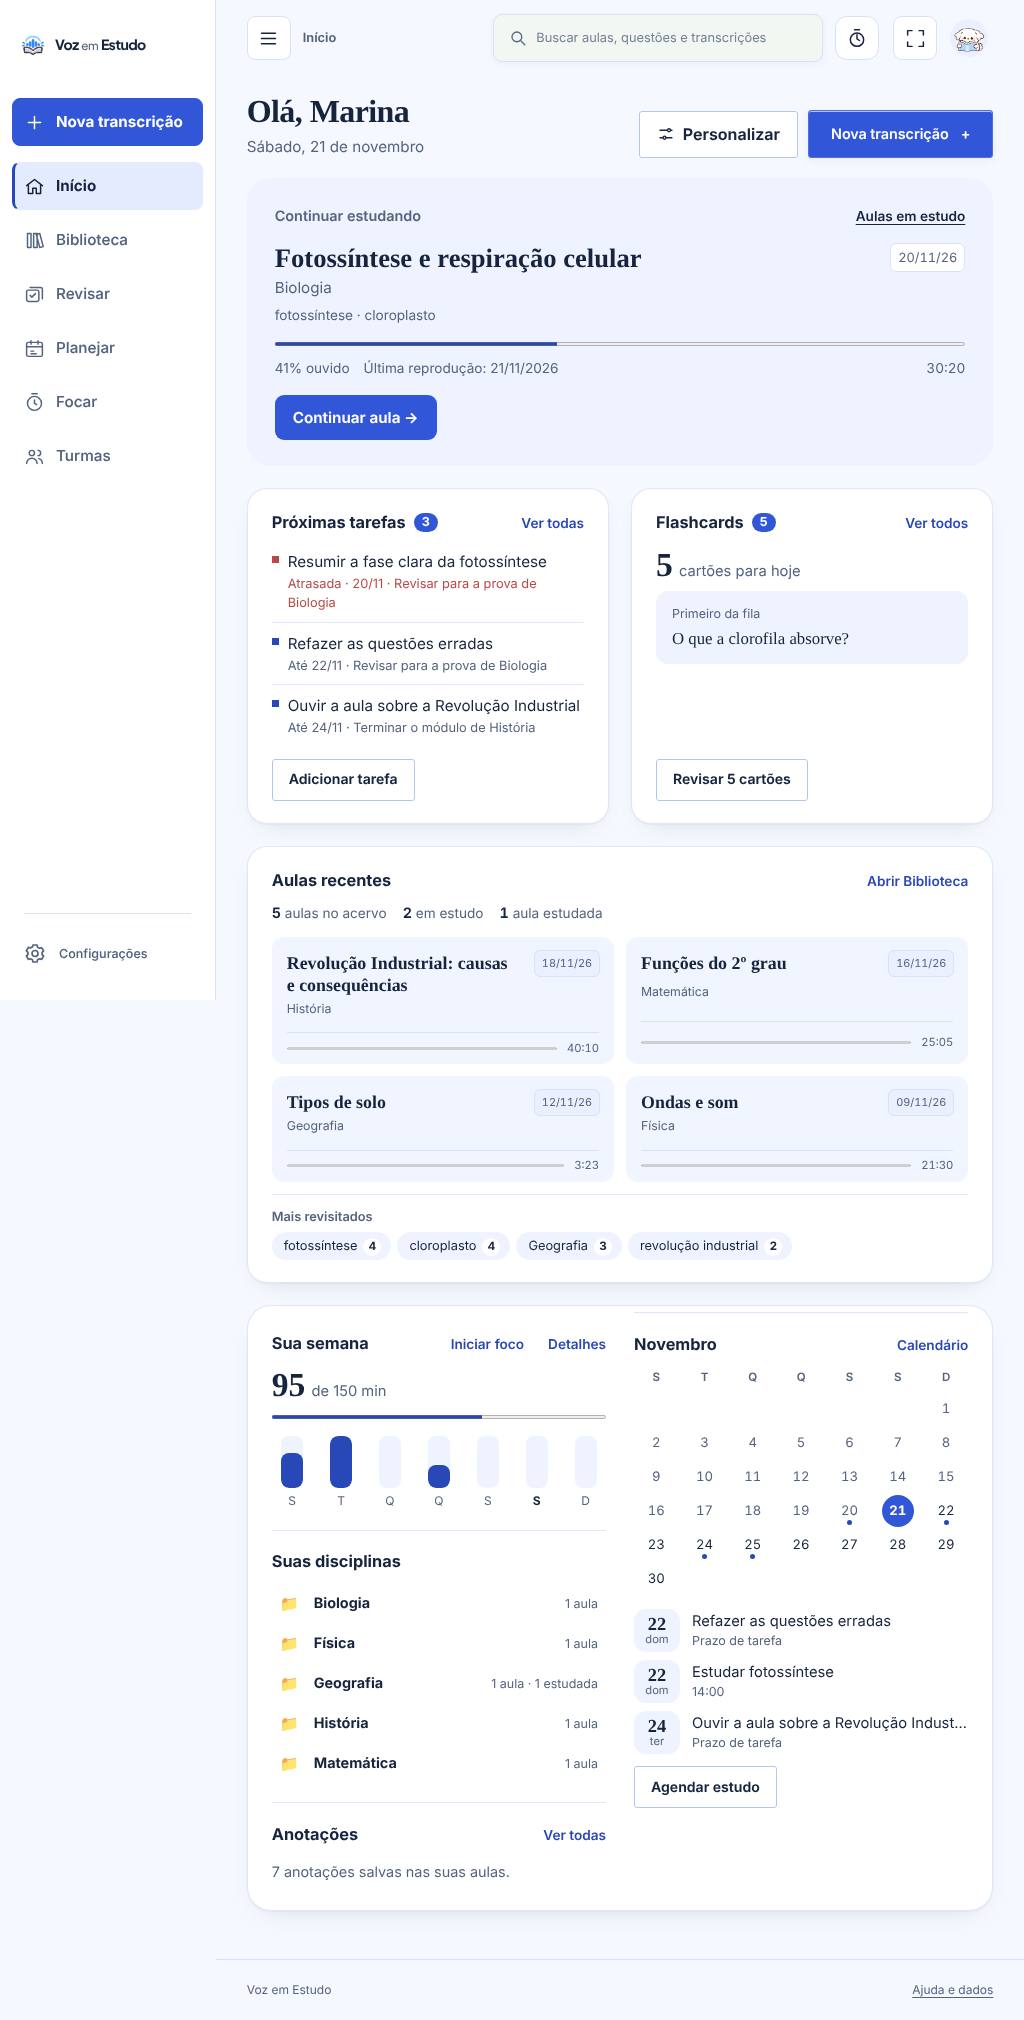 Voz em Estudo
Nova transcrição
Início
Biblioteca
Revisar
Planejar
Focar
Turmas
Configurações
Início
Buscar aulas, questões e transcrições
Olá, Marina
Sábado, 21 de novembro
Personalizar
Nova transcrição +
Continuar estudando
Aulas em estudo
Fotossíntese e respiração celular
20/11/26
Biologia
fotossíntese · cloroplasto
41% ouvido Última reprodução: 21/11/2026
30:20
Continuar aula →
Próximas tarefas 3
Ver todas
Resumir a fase clara da fotossíntese
Atrasada · 20/11 · Revisar para a prova de
Biologia
Refazer as questões erradas
Até 22/11 · Revisar para a prova de Biologia
Ouvir a aula sobre a Revolução Industrial
Até 24/11 · Terminar o módulo de História
Adicionar tarefa
Flashcards 5
Ver todos
5 cartões para hoje
Primeiro da fila
O que a clorofila absorve?
Revisar 5 cartões
Aulas recentes
Abrir Biblioteca
5 aulas no acervo 2 em estudo 1 aula estudada
Revolução Industrial: causas
e consequências
18/11/26
História
40:10
Funções do 2º grau
16/11/26
Matemática
25:05
Tipos de solo
12/11/26
Geografia
3:23
Ondas e som
09/11/26
Física
21:30
Mais revisitados
fotossíntese 4 cloroplasto 4 Geografia 3 revolução industrial 2
Sua semana
Iniciar foco Detalhes
95 de 150 min
S T Q Q S S D
Suas disciplinas
📁 Biologia 1 aula
📁 Física 1 aula
📁 Geografia 1 aula · 1 estudada
📁 História 1 aula
📁 Matemática 1 aula
Anotações
Ver todas
7 anotações salvas nas suas aulas.
Novembro
Calendário
S T Q Q S S D
1
2 3 4 5 6 7 8
9 10 11 12 13 14 15
16 17 18 19 20 21 22
23 24 25 26 27 28 29
30
22 dom
Refazer as questões erradas
Prazo de tarefa
22 dom
Estudar fotossíntese
14:00
24 ter
Ouvir a aula sobre a Revolução Indust...
Prazo de tarefa
Agendar estudo
Voz em Estudo
Ajuda e dados